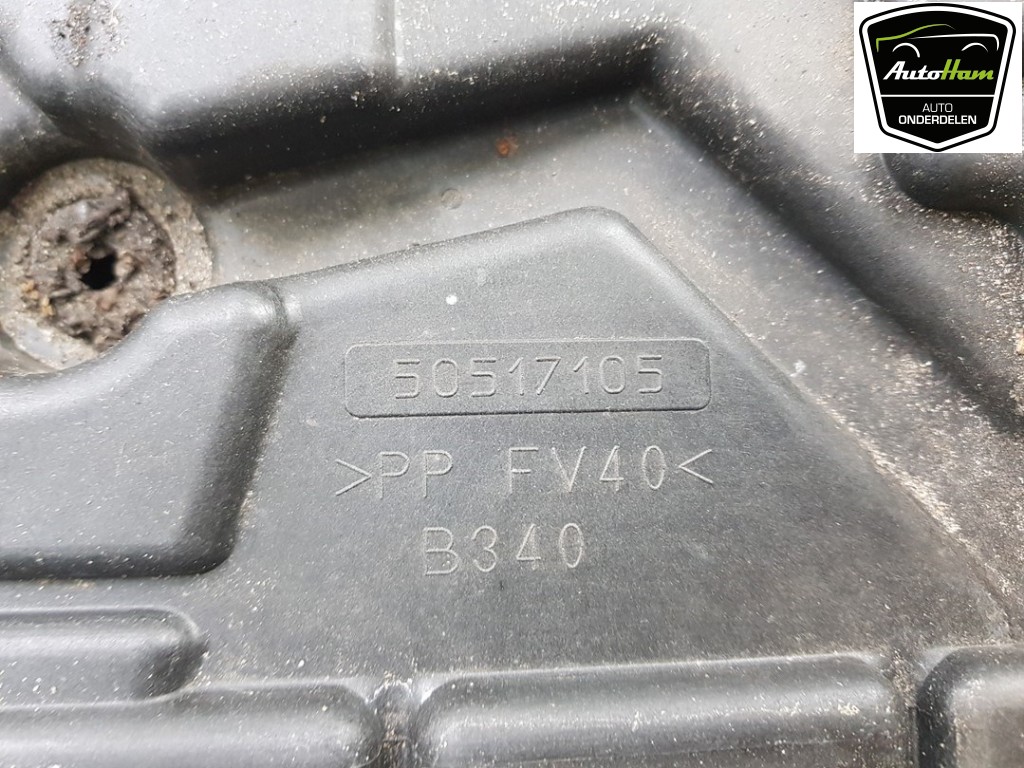 AutoHam
AUTO
ONDERDELEN
50517105
>PP FV40<
B340